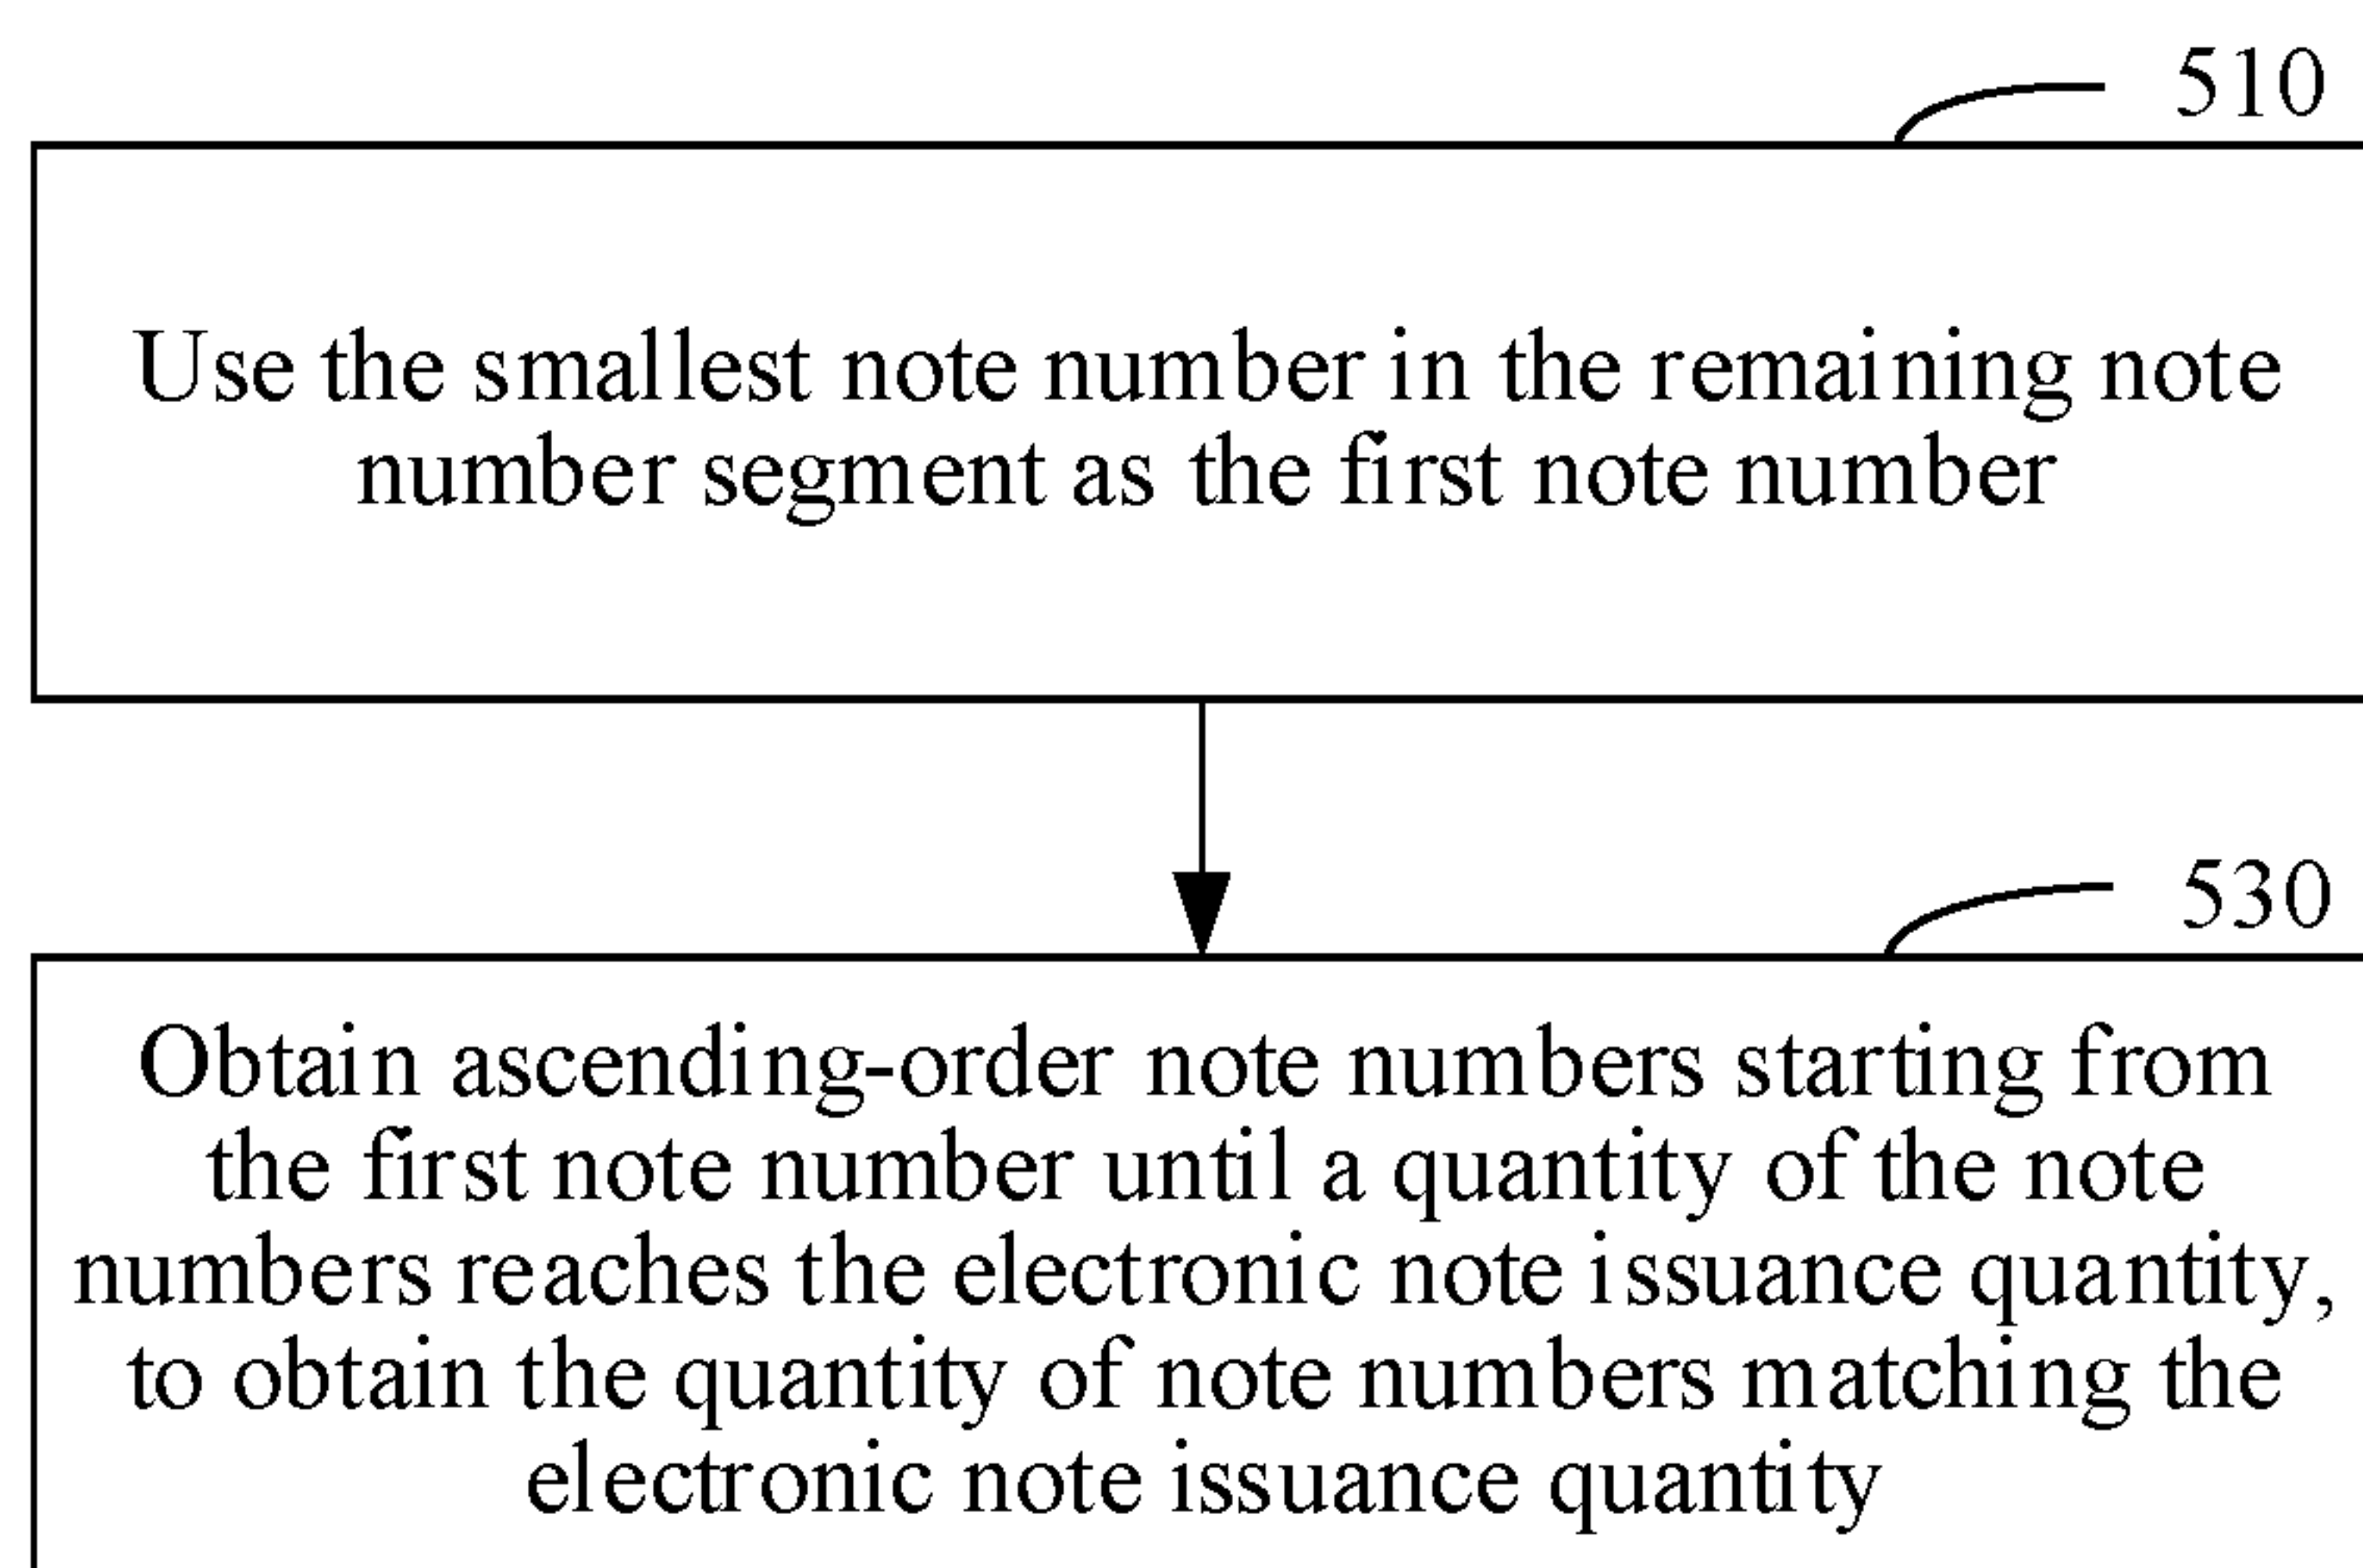 510
Use the smallest note number in the remaining note
number segment as the first note number
530
Obtain ascending-order note numbers starting from
the first note number until a quantity of the note
numbers reaches the electronic note issuance quantity,
to obtain the quantity of note numbers matching the
electronic note issuance quantity